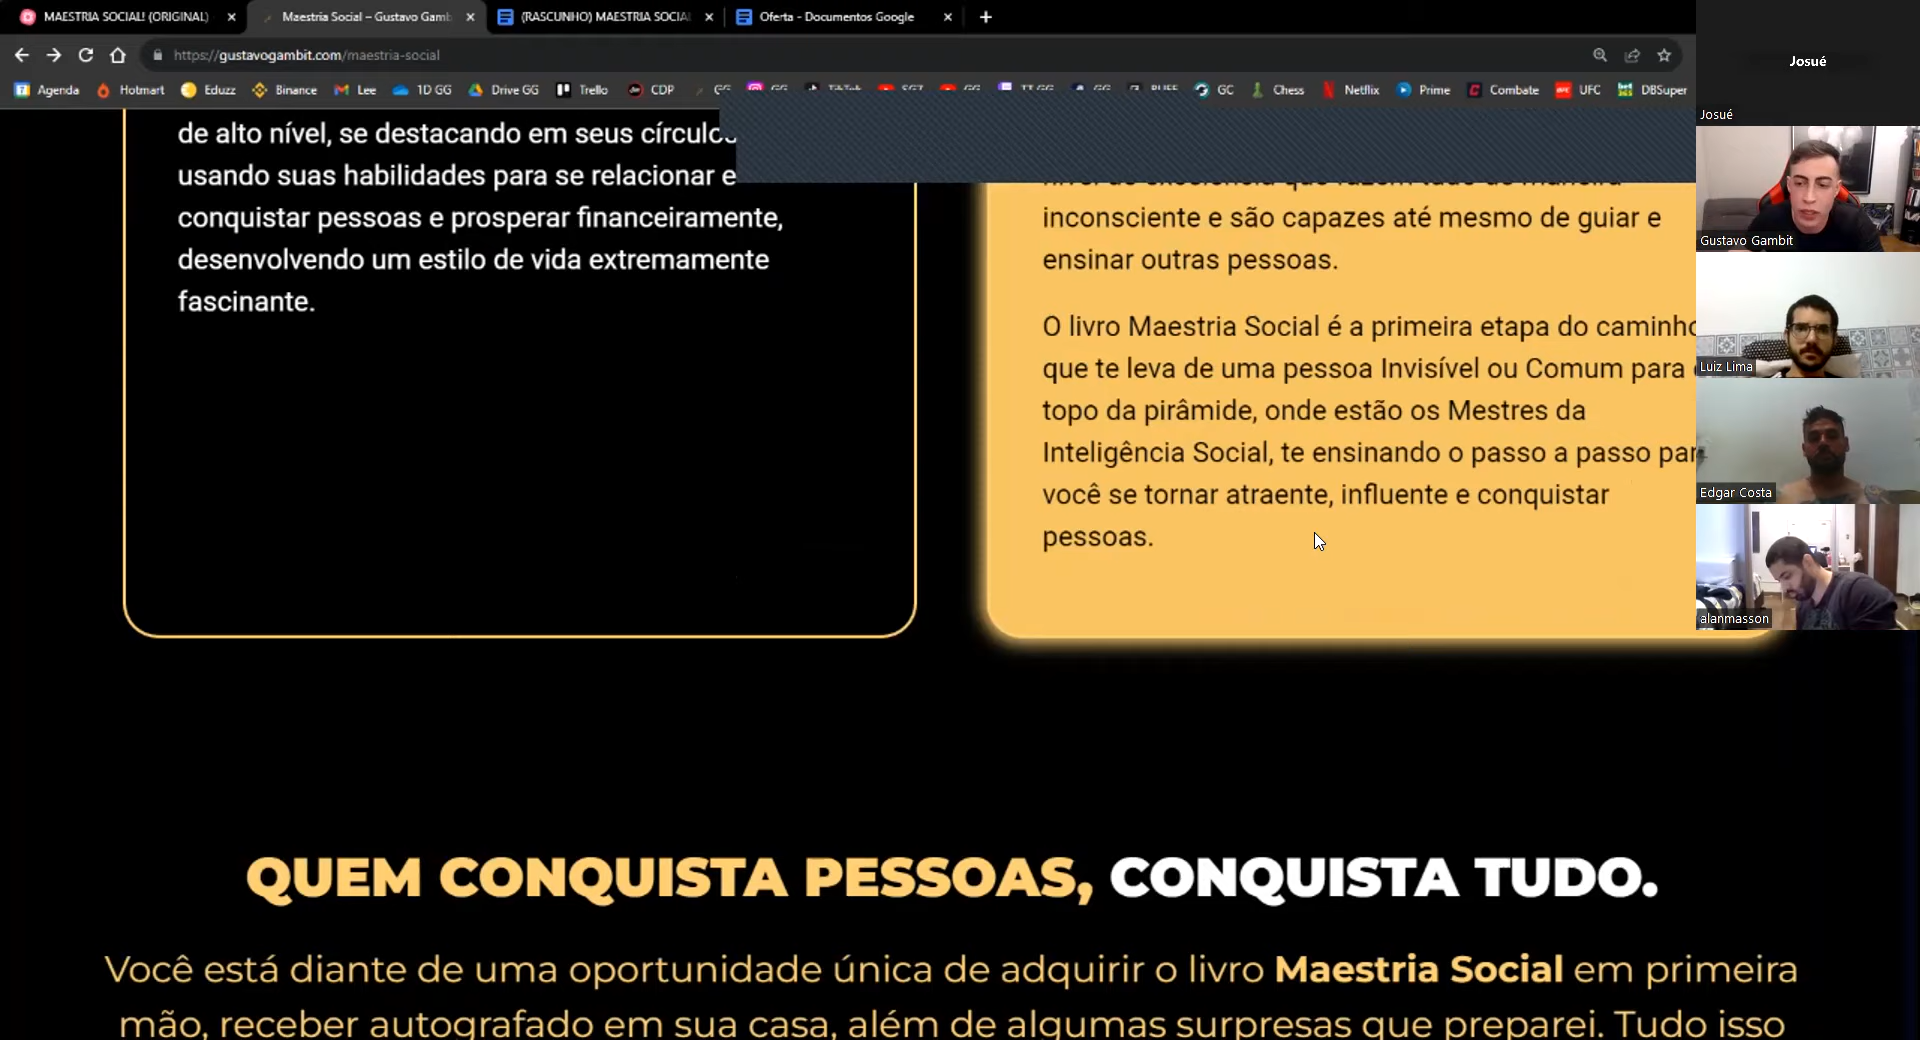 MAESTRIA SOCIAL! (ORIGINAL)
Maestria Social – Gustavo Gamb
(RASCUNHO) MAESTRIA SOCIA
Oferta - Documentos Google
https://gustavogambit.com/maestria-social
Agenda
Hotmart
Eduzz
Binance
Lee
1D GG
Drive GG
Trello
CDP
GC
Chess
Netflix
Prime
Combate
UFC
DBSuper
de alto nível, se destacando em seus círculos
usando suas habilidades para se relacionar e
conquistar pessoas e prosperar financeiramente,
desenvolvendo um estilo de vida extremamente
fascinante.
inconsciente e são capazes até mesmo de guiar e
ensinar outras pessoas.
O livro Maestria Social é a primeira etapa do caminho
que te leva de uma pessoa Invisível ou Comum para
topo da pirâmide, onde estão os Mestres da
Inteligência Social, te ensinando o passo a passo par
você se tornar atraente, influente e conquistar
pessoas.
QUEM CONQUISTA PESSOAS, CONQUISTA TUDO.
Você está diante de uma oportunidade única de adquirir o livro Maestria Social em primeira
mão, receber autografado em sua casa, além de algumas surpresas que preparei. Tudo isso
Josué
Josué
Gustavo Gambit
Luiz Lima
Edgar Costa
alanmasson